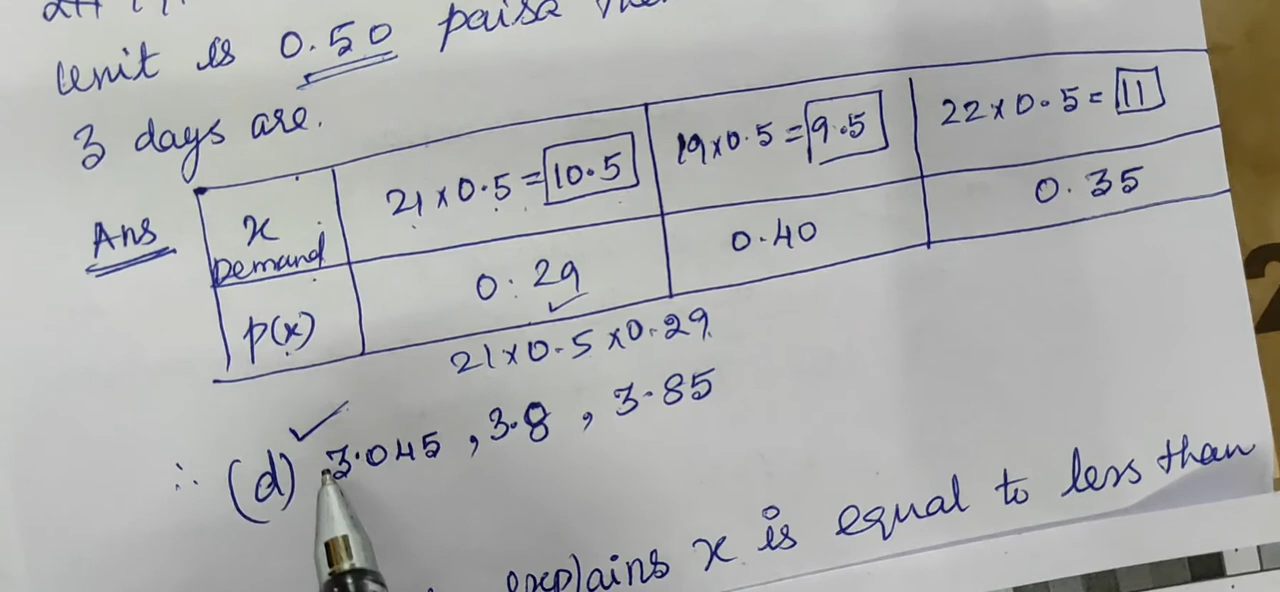 unit is 0.50 paisa
3 days are.
Ans
x Demand 21 x 0.5 = 10.5 19 x 0.5 = 9.5 22 x 0.5 = 11
p(x) 0.29 0.40 0.35
21 x 0.5 x 0.29
∴ (d) 3.045, 3.8, 3.85
explains x is equal to less than
2